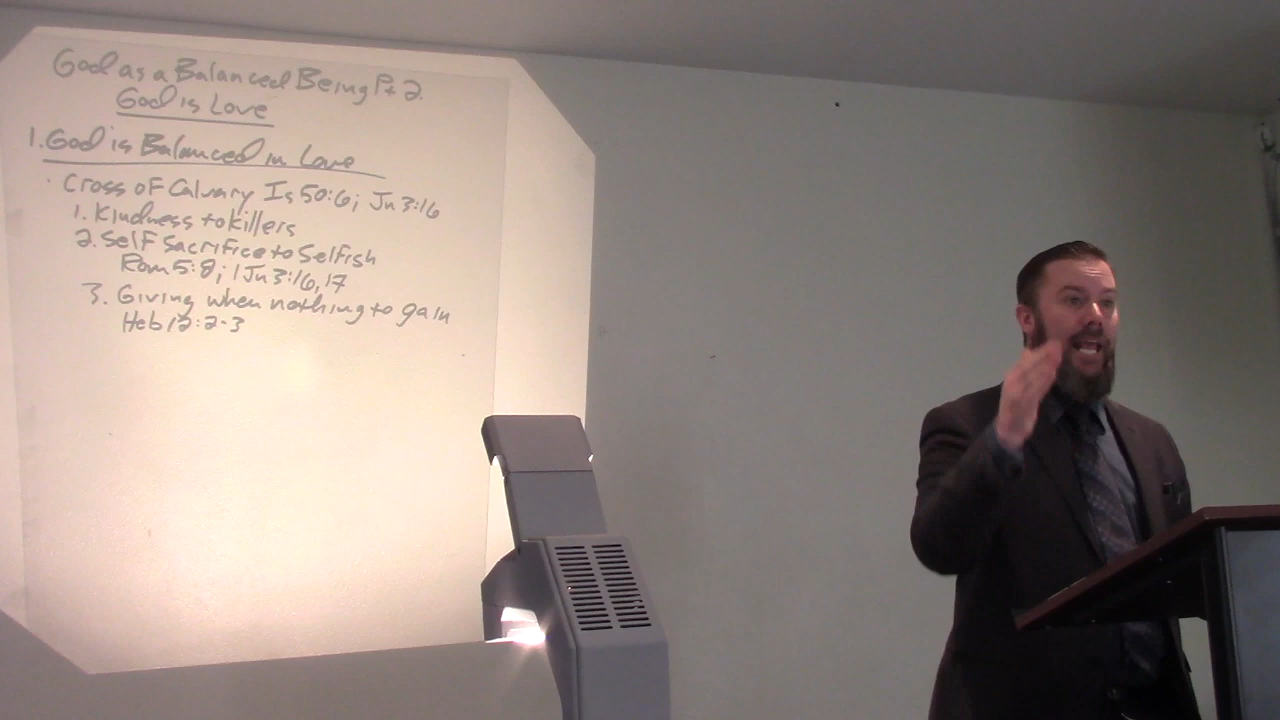 God as a Balanced Being Pt 2.
God is Love
1. God is Balanced in Love
· Cross of Calvary Is 50:6; Jn 3:16
1. Kindness to killers
2. Self Sacrifice to Selfish
Rom 5:8; 1 Jn 3:16,17
3. Giving when nothing to gain
Heb 12:2-3